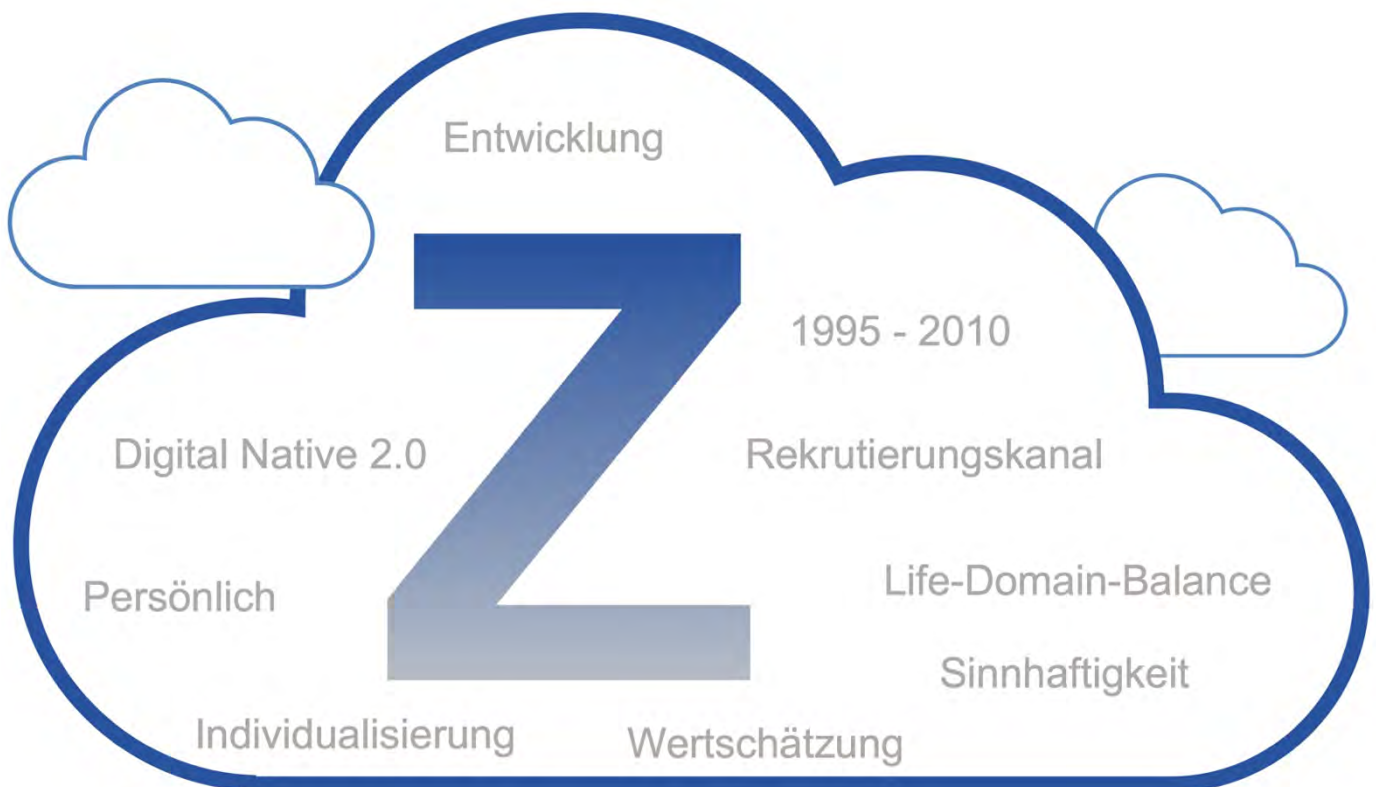 Entwicklung
Z
1995 - 2010
Digital Native 2.0
Rekrutierungskanal
Persönlich
Life-Domain-Balance
Sinnhaftigkeit
Individualisierung
Wertschätzung